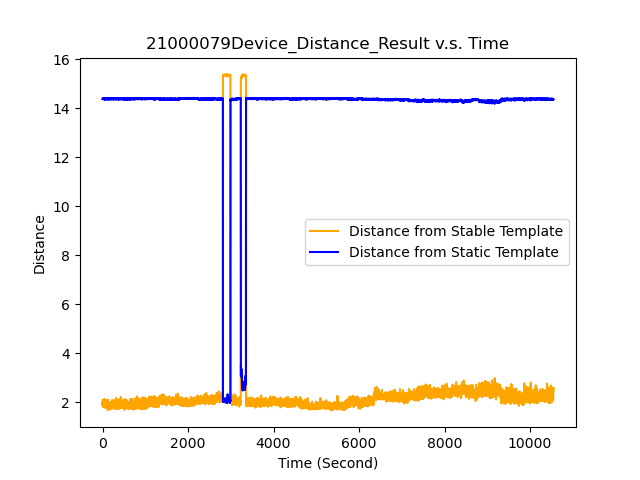 21000079Device_Distance_Result v.s. Time
16
14
12
10
8
6
4
2
Distance
Distance from Stable Template
Distance from Static Template
0 2000 4000 6000 8000 10000
Time (Second)